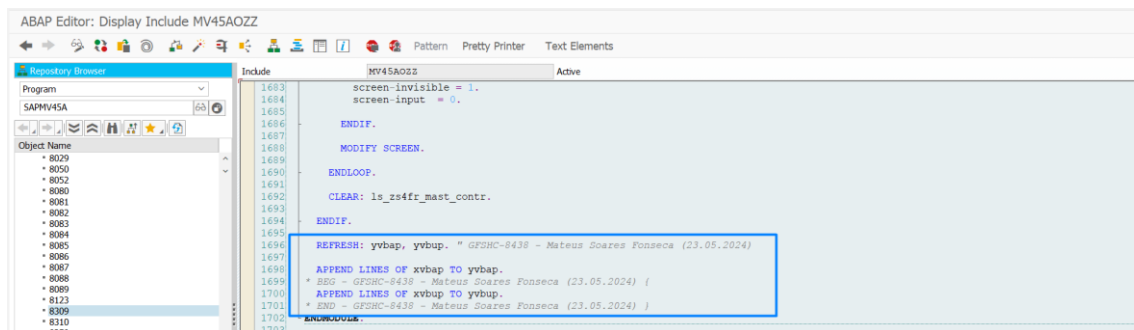 ABAP Editor: Display Include MV45AOZZ
Pattern Pretty Printer Text Elements
Repository Browser
Include MV45AOZZ Active
Program
SAPMV45A
Object Name
8029
8050
8052
8080
8081
8082
8083
8084
8085
8086
8087
8088
8089
8123
8309
8310
1683 screen-invisible = 1.
1684 screen-input = 0.
1685
1686 ENDIF.
1687
1688 MODIFY SCREEN.
1689
1690 ENDLOOP.
1691
1692 CLEAR: ls_zs4fr_mast_contr.
1693
1694 ENDIF.
1695
1696 REFRESH: yvbap, yvbup. " GFSHC-8438 - Mateus Soares Fonseca (23.05.2024)
1697
1698 APPEND LINES OF xvbap TO yvbap.
1699 * BEG - GFSHC-8438 - Mateus Soares Fonseca (23.05.2024) {
1700 APPEND LINES OF xvbup TO yvbup.
1701 * END - GFSHC-8438 - Mateus Soares Fonseca (23.05.2024) }
1702 ENDMODULE.